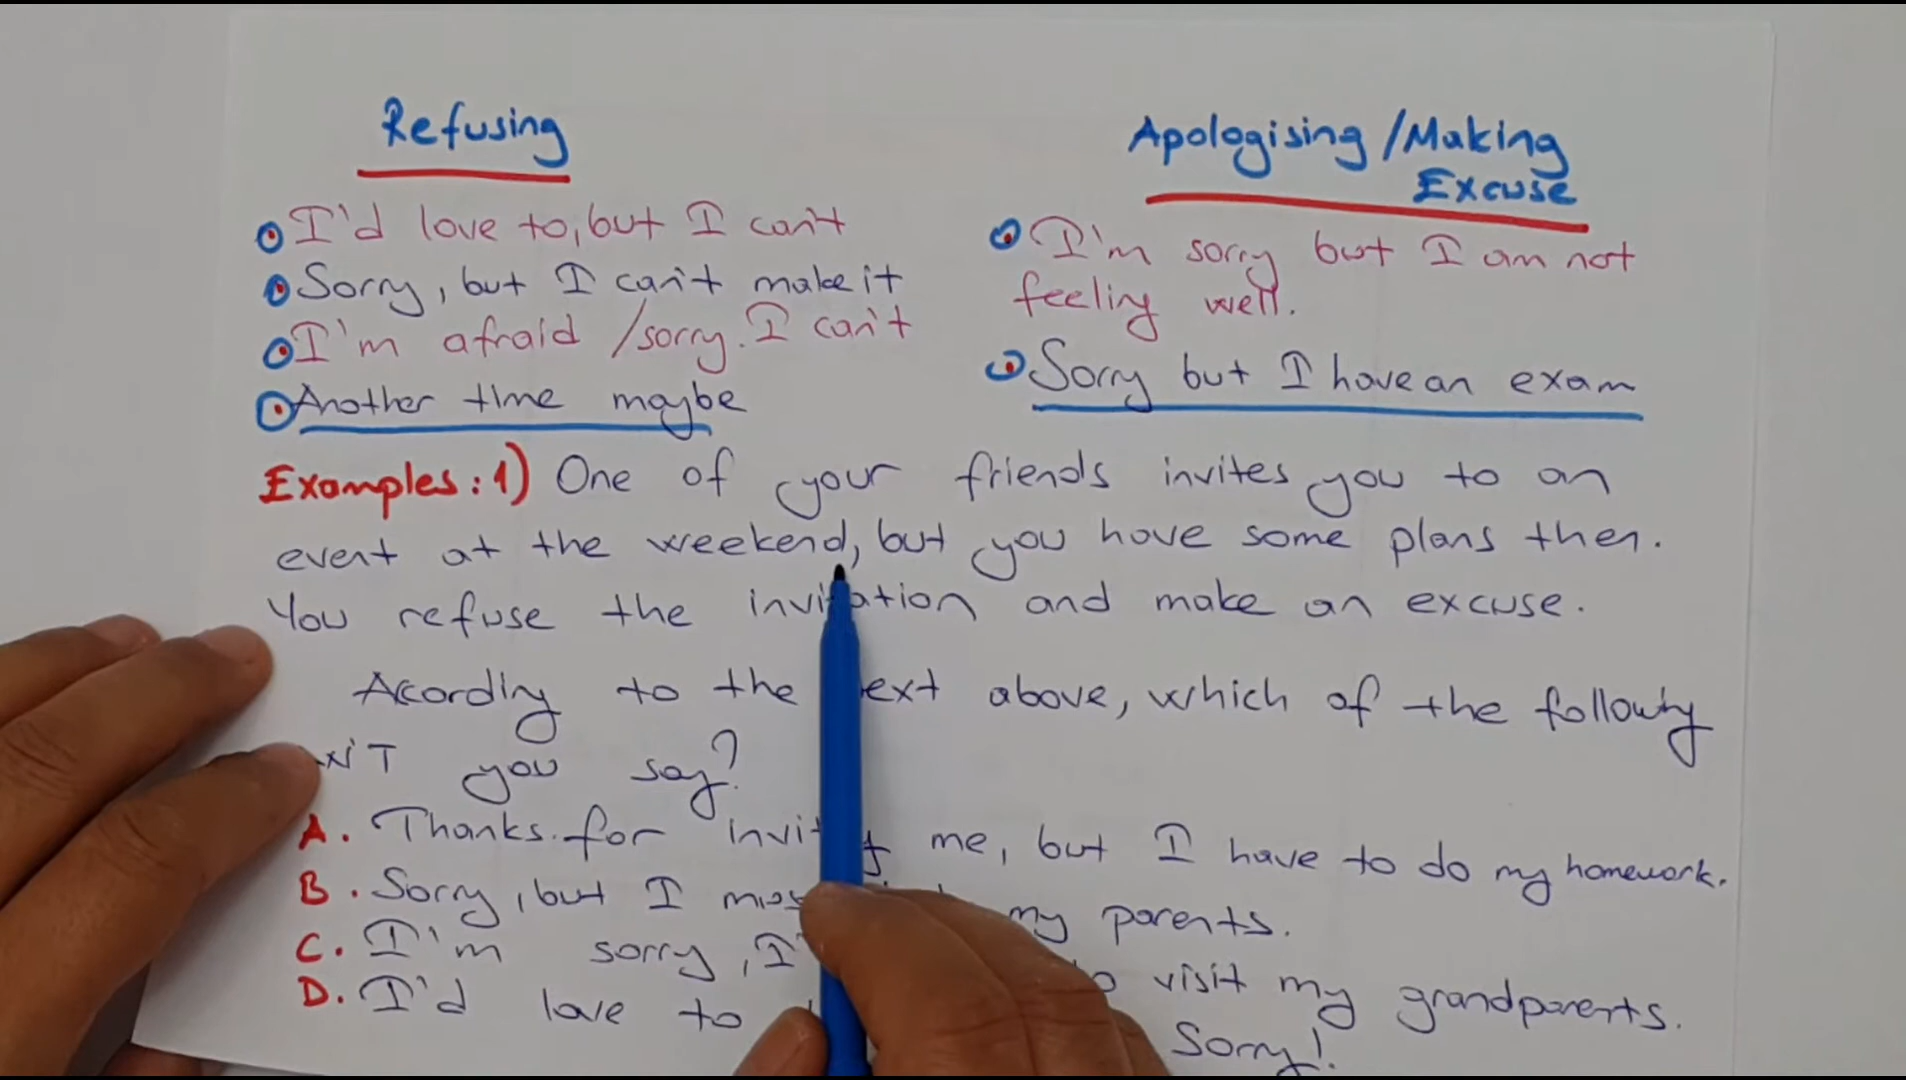 Refusing
Apologising / Making
Excuse
I'd love to, but I can't
Sorry, but I can't make it
I'm afraid / sorry. I can't
Another time maybe
I'm sorry but I am not
feeling well.
Sorry but I have an exam
Examples: 1) One of your friends invites you to an
event at the weekend, but you have some plans then.
You refuse the invitation and make an excuse.
Acording to the text above, which of the following
you say?
A. Thanks for me, but I have to do my homework.
B. Sorry, but I my parents.
C. I'm sorry, visit my grandparents.
D. I'd love to Sorry!